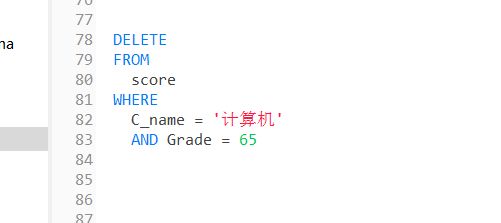 76
77
78 DELETE
79 FROM
80 score
81 WHERE
82 C_name = '计算机'
83 AND Grade = 65
84
85
86
87